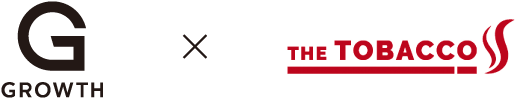 G
GROWTH
×
THE TOBACCO